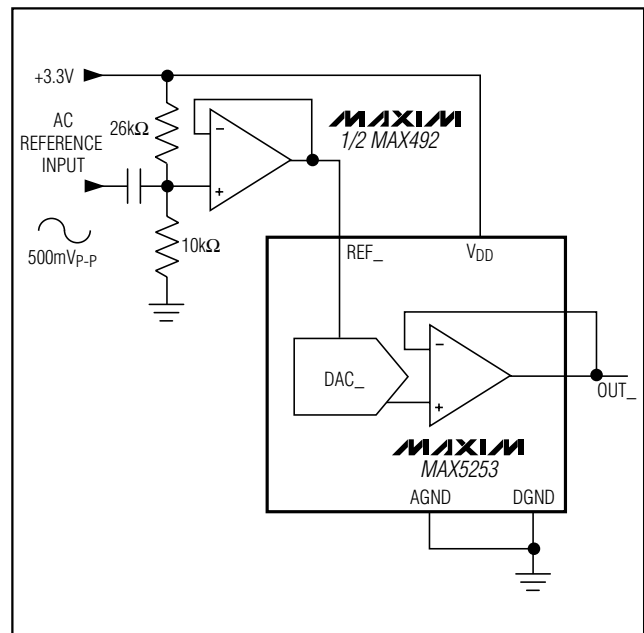 +3.3V
AC
REFERENCE
INPUT
26kΩ
MAXIM
1/2 MAX492
−
+
10kΩ
500mVP-P
REF_
VDD
DAC_
−
+
OUT_
MAXIM
MAX5253
AGND
DGND